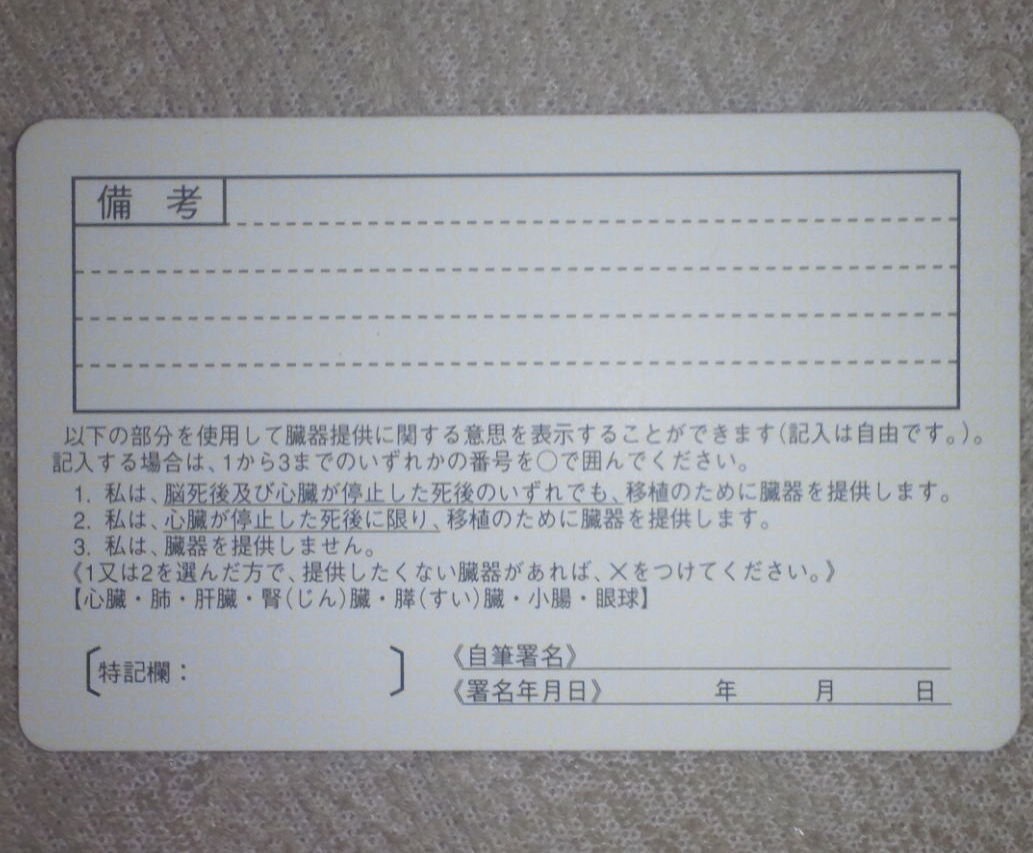 備考
以下の部分を使用して臓器提供に関する意思を表示することができます(記入は自由です。)。
記入する場合は、1から3までのいずれかの番号を○で囲んでください。
1. 私は、脳死後及び心臓が停止した死後のいずれでも、移植のために臓器を提供します。
2. 私は、心臓が停止した死後に限り、移植のために臓器を提供します。
3. 私は、臓器を提供しません。
《1又は2を選んだ方で、提供したくない臓器があれば、×をつけてください。》
【心臓・肺・肝臓・腎(じん)臓・膵(すい)臓・小腸・眼球】
〔特記欄: 〕
《自筆署名》
《署名年月日》 年 月 日